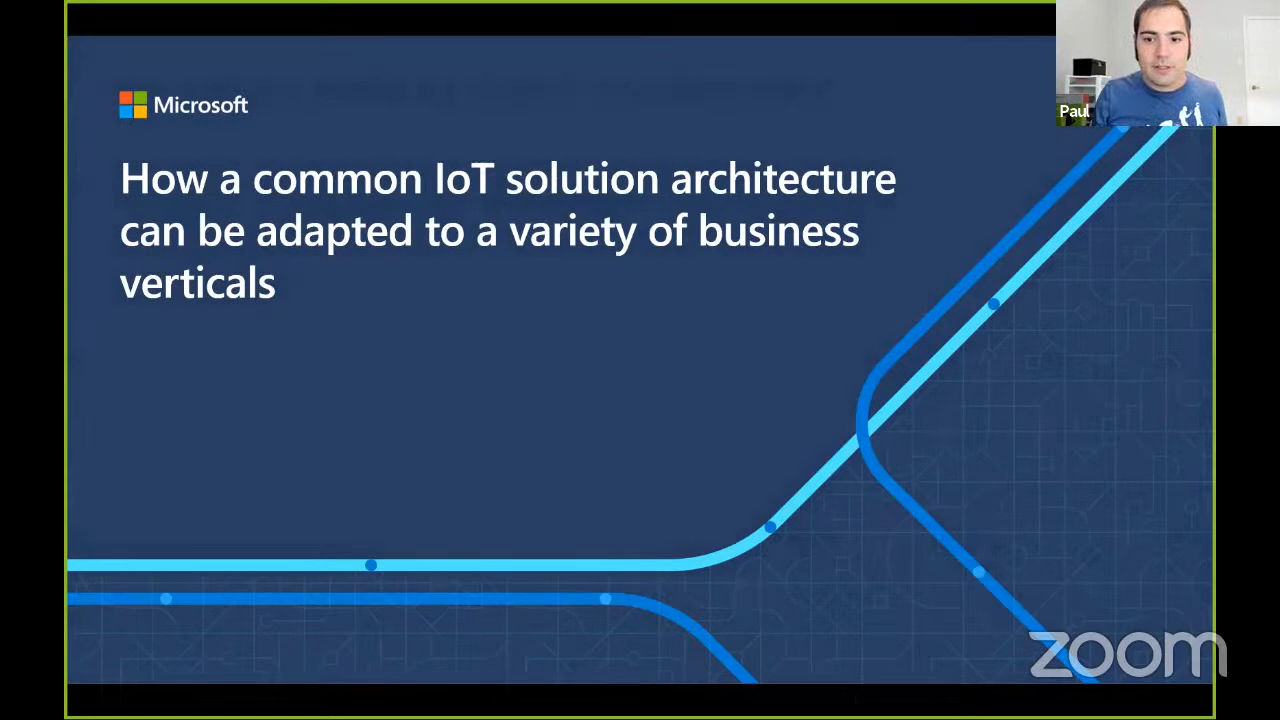 Microsoft
How a common IoT solution architecture
can be adapted to a variety of business
verticals
Paul
zoom